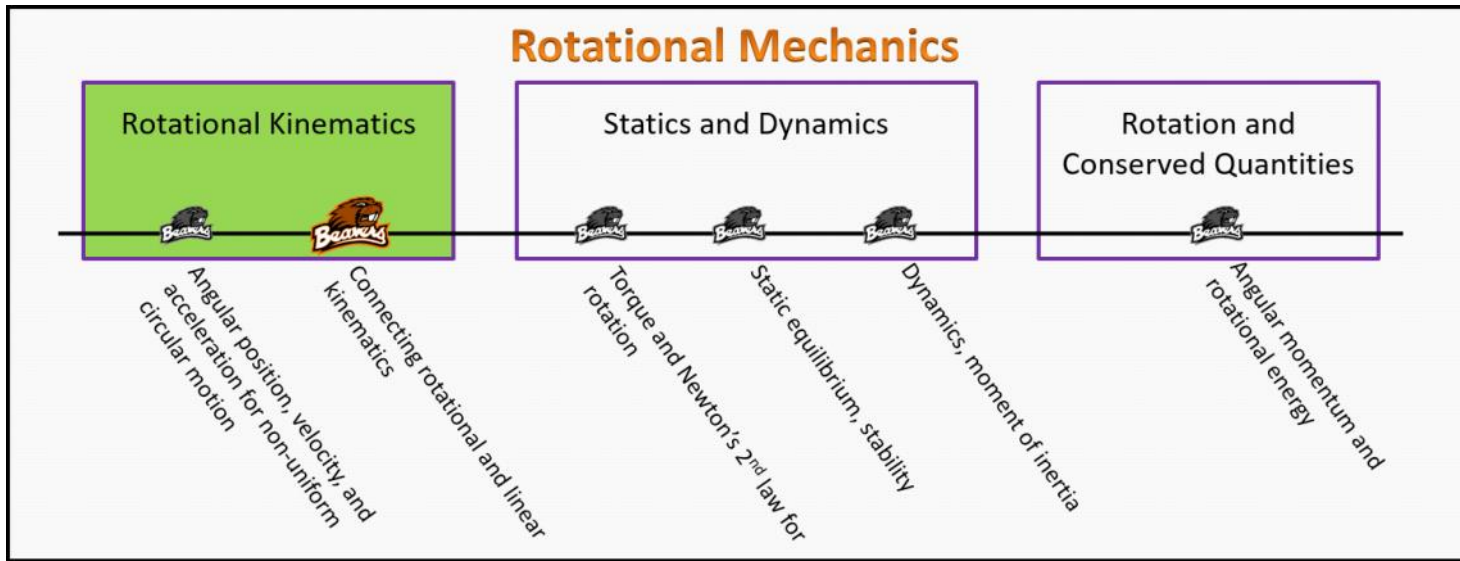 Rotational Mechanics
Rotational Kinematics
Statics and Dynamics
Rotation and
Conserved Quantities
Beavers
Beavers
Beavers
Beavers
Beavers
Beavers
Angular position, velocity, and
acceleration for non-uniform
circular motion
Connecting rotational and linear
kinematics
Torque and Newton's 2nd law for
rotation
Static equilibrium, stability
Dynamics, moment of inertia
Angular momentum and
rotational energy